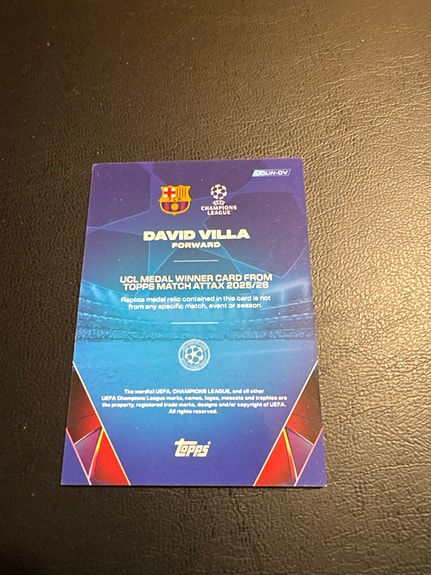 UCLW-DV
UEFA
CHAMPIONS
LEAGUE
DAVID VILLA
FORWARD
UCL MEDAL WINNER CARD FROM
TOPPS MATCH ATTAX 2025/26
Replica medal relic contained in this card is not
from any specific match, event or season.
The word(s) UEFA, CHAMPIONS LEAGUE, and all other
UEFA Champions League marks, names, logos, mascots and trophies are
the property, registered trade marks, designs and/or copyright of UEFA.
All rights reserved.
topps